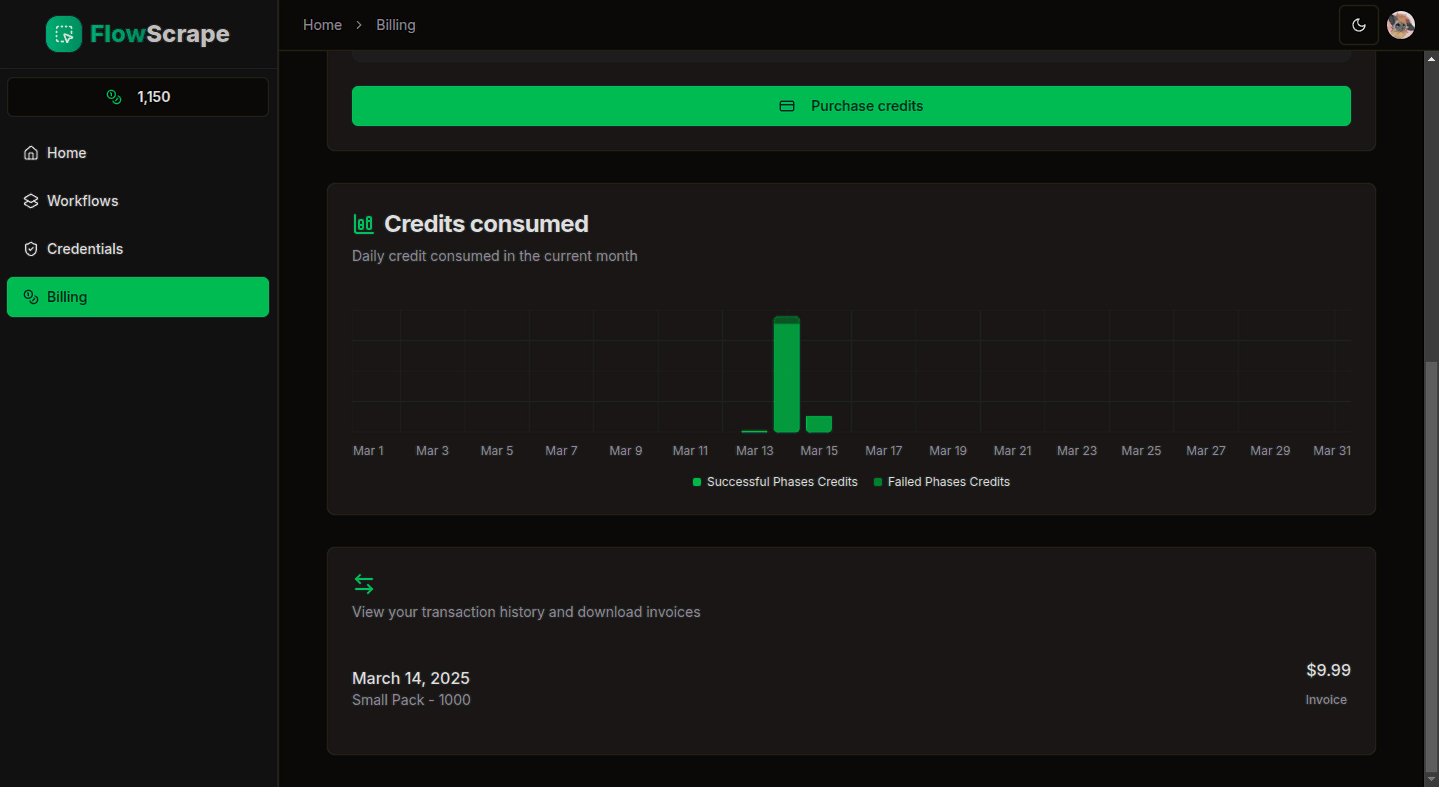 FlowScrape
Home
Billing
1,150
Home
Workflows
Credentials
Billing
Purchase credits
Credits consumed
Daily credit consumed in the current month
Mar 1 Mar 3 Mar 5 Mar 7 Mar 9 Mar 11 Mar 13 Mar 15 Mar 17 Mar 19 Mar 21 Mar 23 Mar 25 Mar 27 Mar 29 Mar 31
Successful Phases Credits Failed Phases Credits
View your transaction history and download invoices
March 14, 2025
Small Pack - 1000
$9.99
Invoice